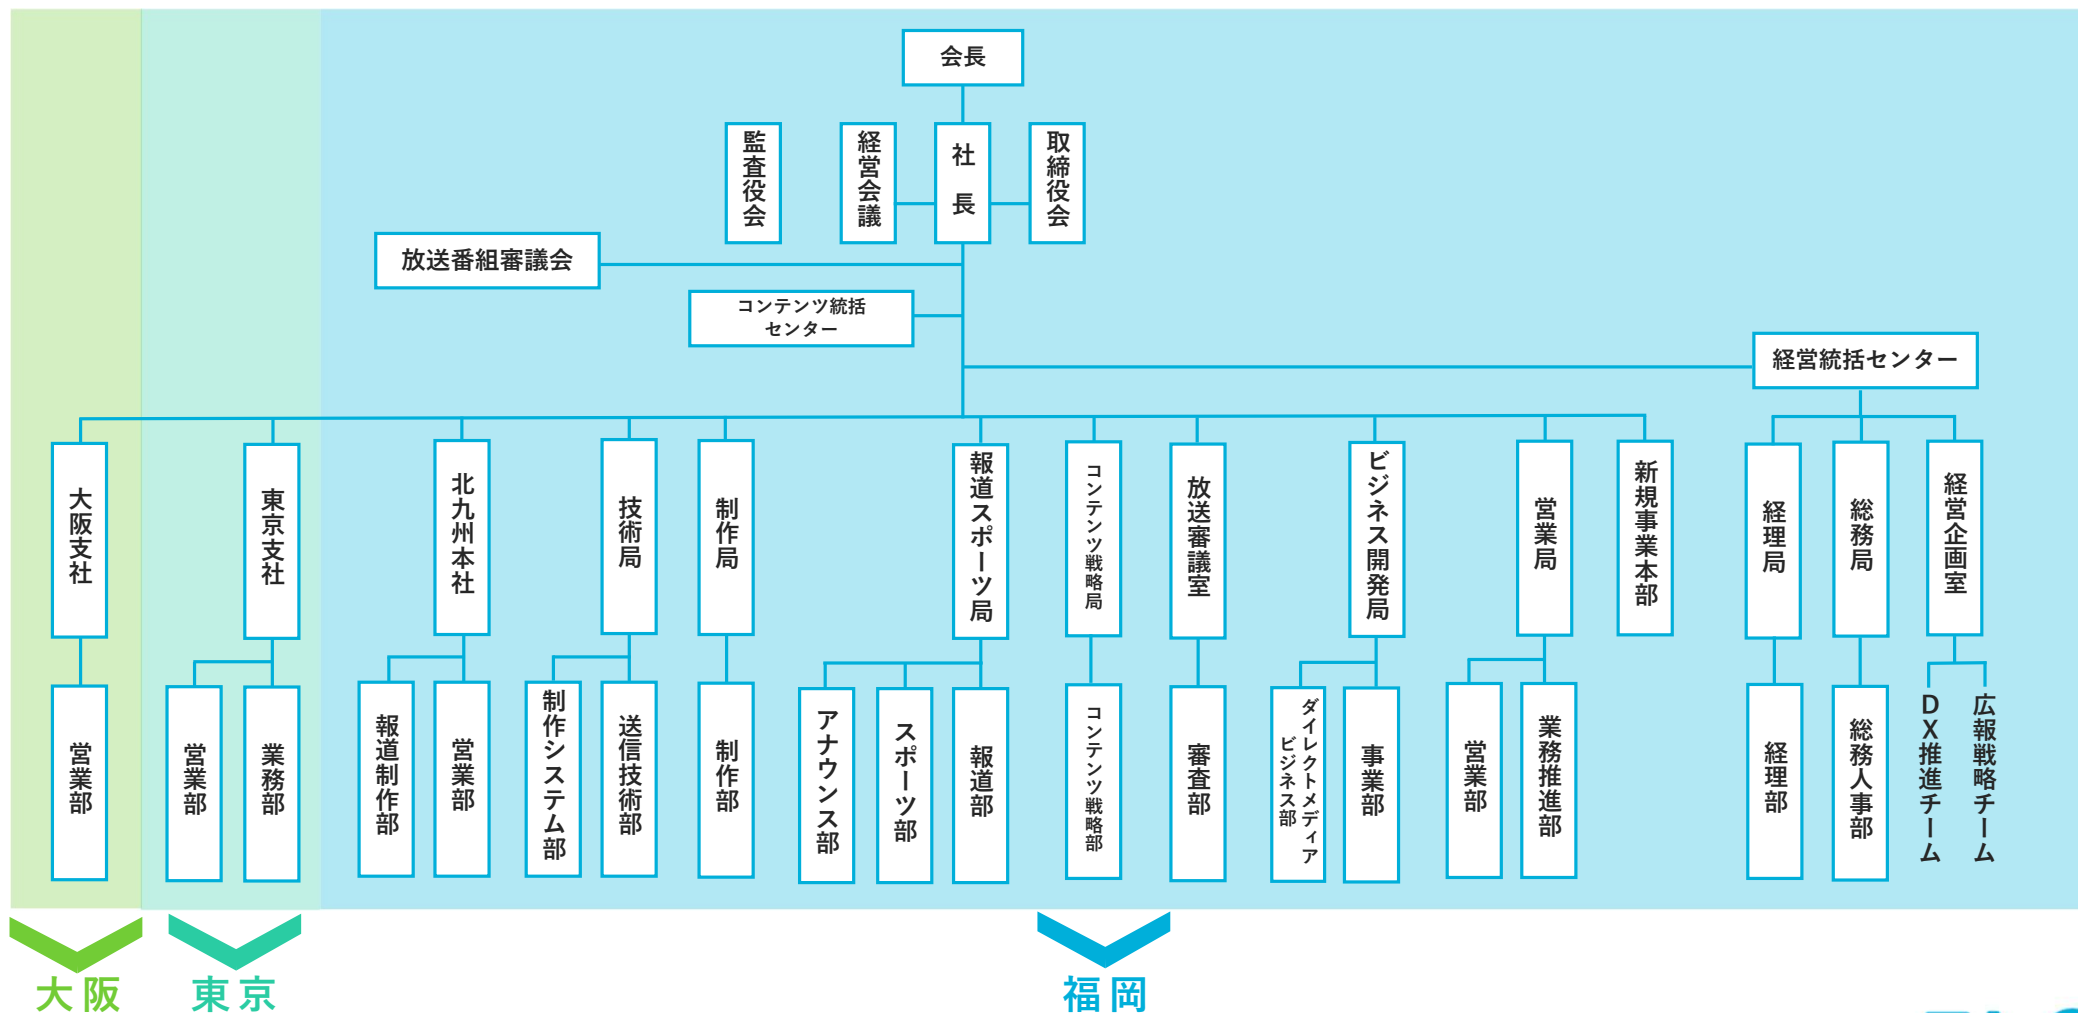 会長
監査役会
経営会議
社長
取締役会
放送番組審議会
コンテンツ統括
センター
経営統括センター
大阪支社
東京支社
北九州本社
技術局
制作局
報道スポーツ局
コンテンツ戦略局
放送審議室
ビジネス開発局
営業局
新規事業本部
経理局
総務局
経営企画室
営業部
営業部
業務部
報道制作部
営業部
制作システム部
送信技術部
制作部
アナウンス部
スポーツ部
報道部
コンテンツ戦略部
審査部
ダイレクトメディア
ビジネス部
事業部
営業部
業務推進部
経理部
総務人事部
DX推進チーム
広報戦略チーム
大阪
東京
福岡